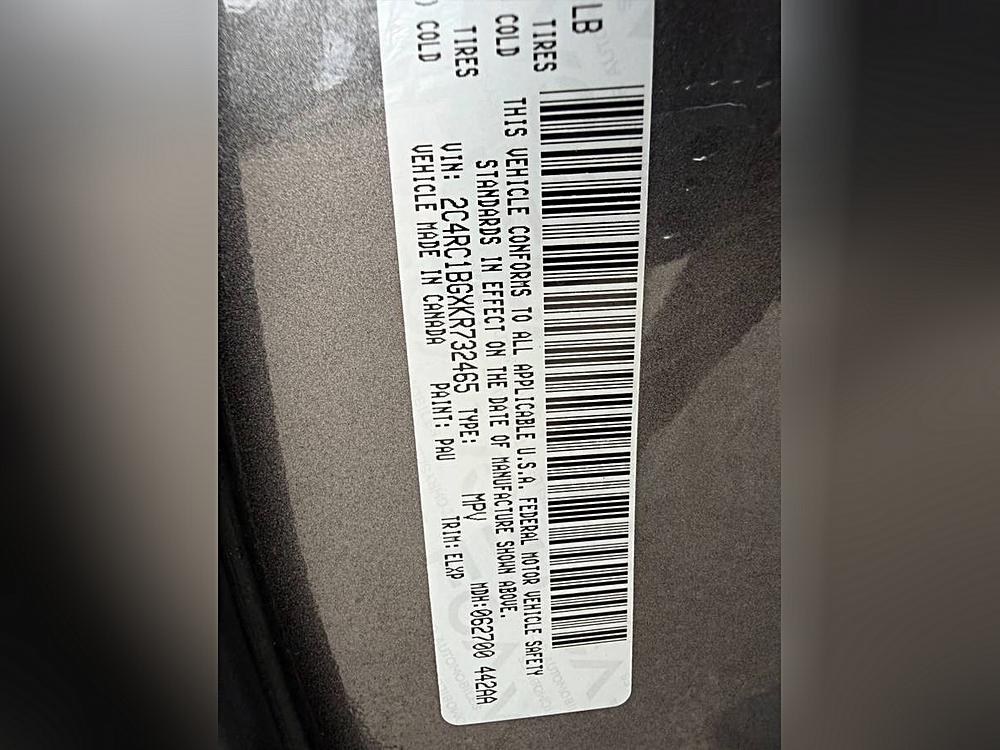 LB
TIRES COLD
TIRES COLD
THIS VEHICLE CONFORMS TO ALL APPLICABLE U.S.A. FEDERAL MOTOR VEHICLE SAFETY
STANDARDS IN EFFECT ON THE DATE OF MANUFACTURE SHOWN ABOVE.
VIN: 2C4RC1BGXKR732465 TYPE: MPV MDH:062700 442AA
VEHICLE MADE IN CANADA PAINT: PAU TRIM: ELXP